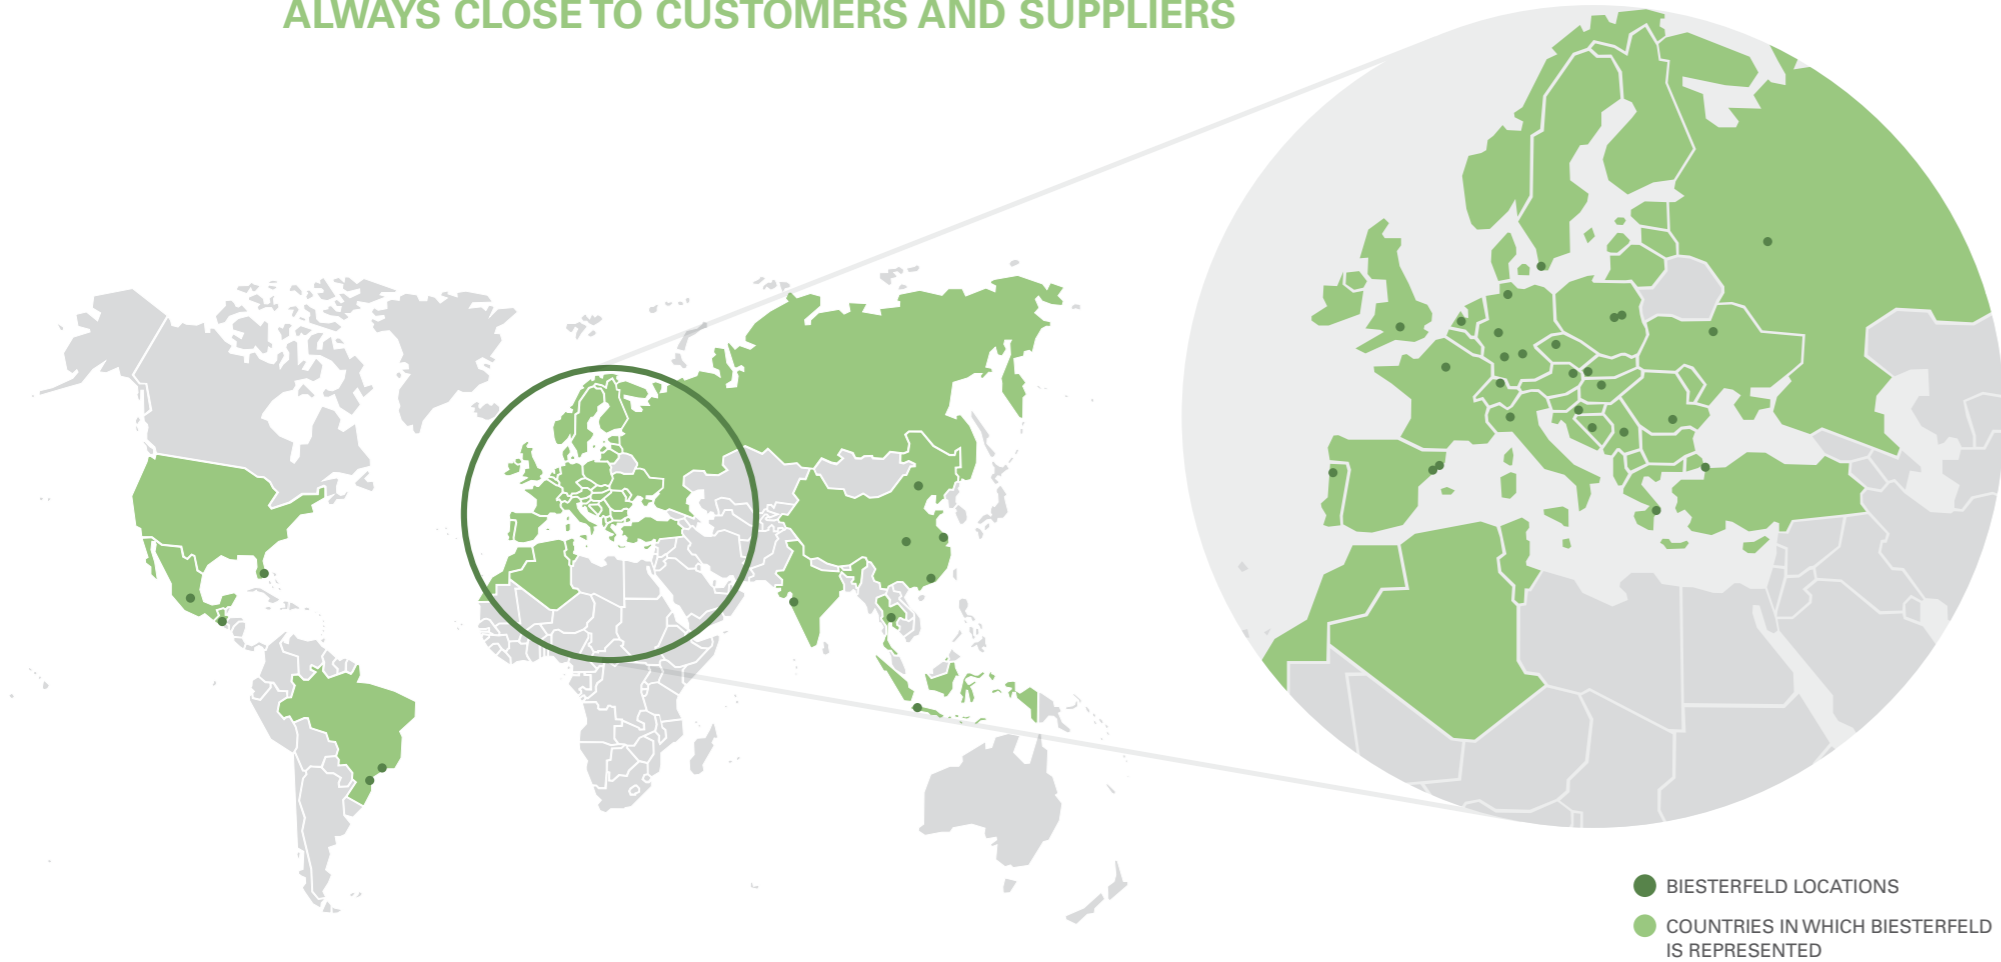 ALWAYS CLOSE TO CUSTOMERS AND SUPPLIERS
BIESTERFELD LOCATIONS
COUNTRIES IN WHICH BIESTERFELD
IS REPRESENTED